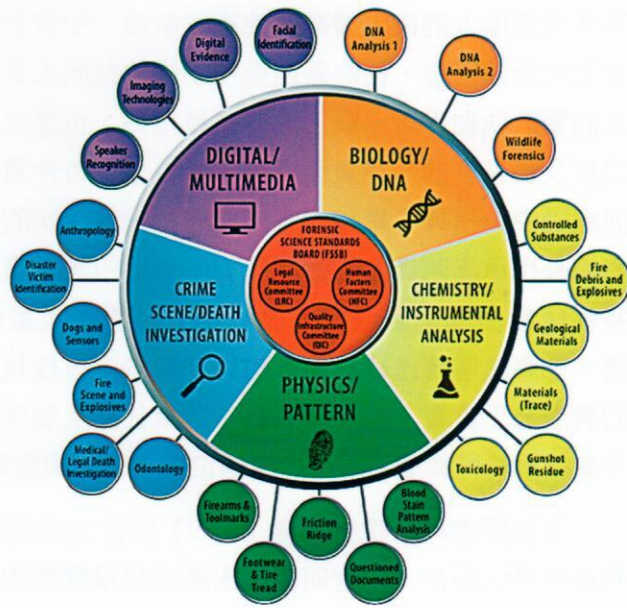 Facial
Identification
Digital
Evidence
Imaging
Technologies
Speaker
Recognition
DNA
Analysis 1
DNA
Analysis 2
Wildlife
Forensics
DIGITAL/
MULTIMEDIA
BIOLOGY/
DNA
FORENSIC
SCIENCE STANDARDS
BOARD (FSSB)
Legal
Resource
Committee
(LRC)
Human
Factors
Committee
(HFC)
Quality
Infrastructure
Committee
(QIC)
CRIME
SCENE/DEATH
INVESTIGATION
CHEMISTRY/
INSTRUMENTAL
ANALYSIS
PHYSICS/
PATTERN
Anthropology
Disaster
Victim
Identification
Dogs and
Sensors
Fire
Scene and
Explosives
Medical/
Legal Death
Investigation
Odontology
Controlled
Substances
Fire
Debris and
Explosives
Geological
Materials
Materials
(Trace)
Gunshot
Residue
Toxicology
Firearms &
Toolmarks
Footwear
& Tire
Tread
Friction
Ridge
Questioned
Documents
Blood
Stain
Pattern
Analysis